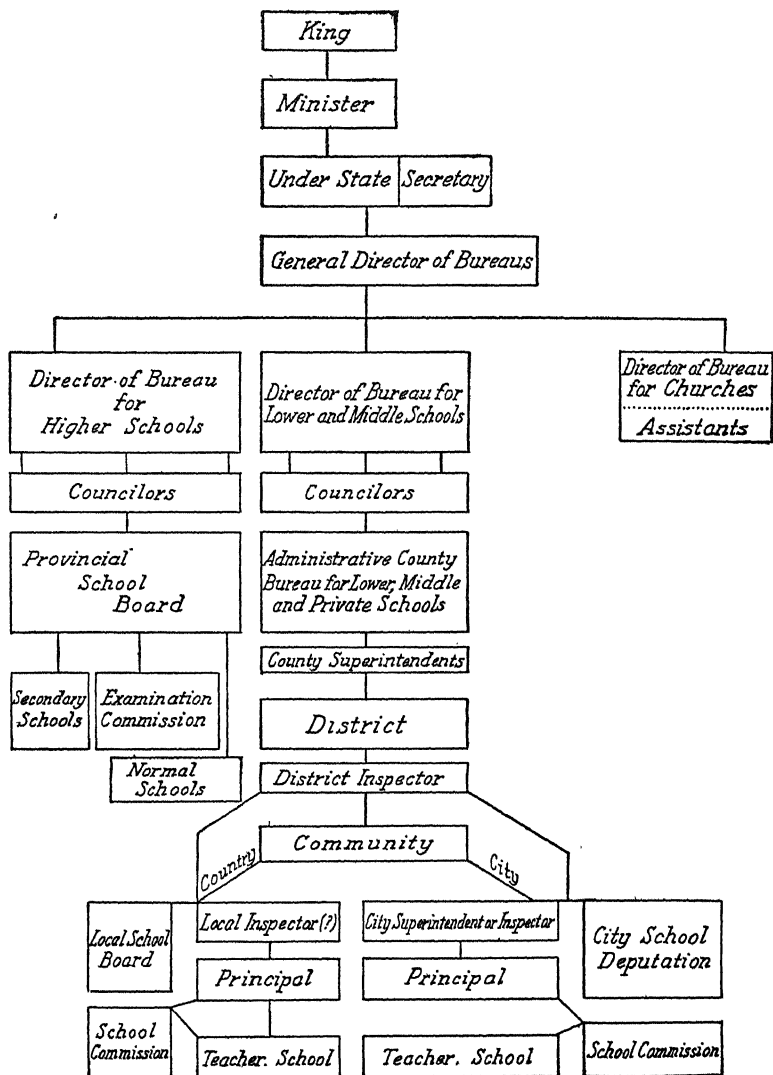 King
Minister
Under State Secretary
General Director of Bureaus
Director of Bureau
for
Higher Schools
Director of Bureau for
Lower and Middle Schools
Director of Bureau
for Churches
Assistants
Councilors
Councilors
Provincial
School
Board
Administrative County
Bureau for Lower, Middle
and Private Schools
County Superintendents
Secondary
Schools
Examination
Commission
Normal
Schools
District
District Inspector
Community
Country
City
Local School
Board
Local Inspector (?)
City Superintendent or Inspector
City School
Deputation
Principal
Principal
School
Commission
Teacher. School
Teacher. School
School Commission